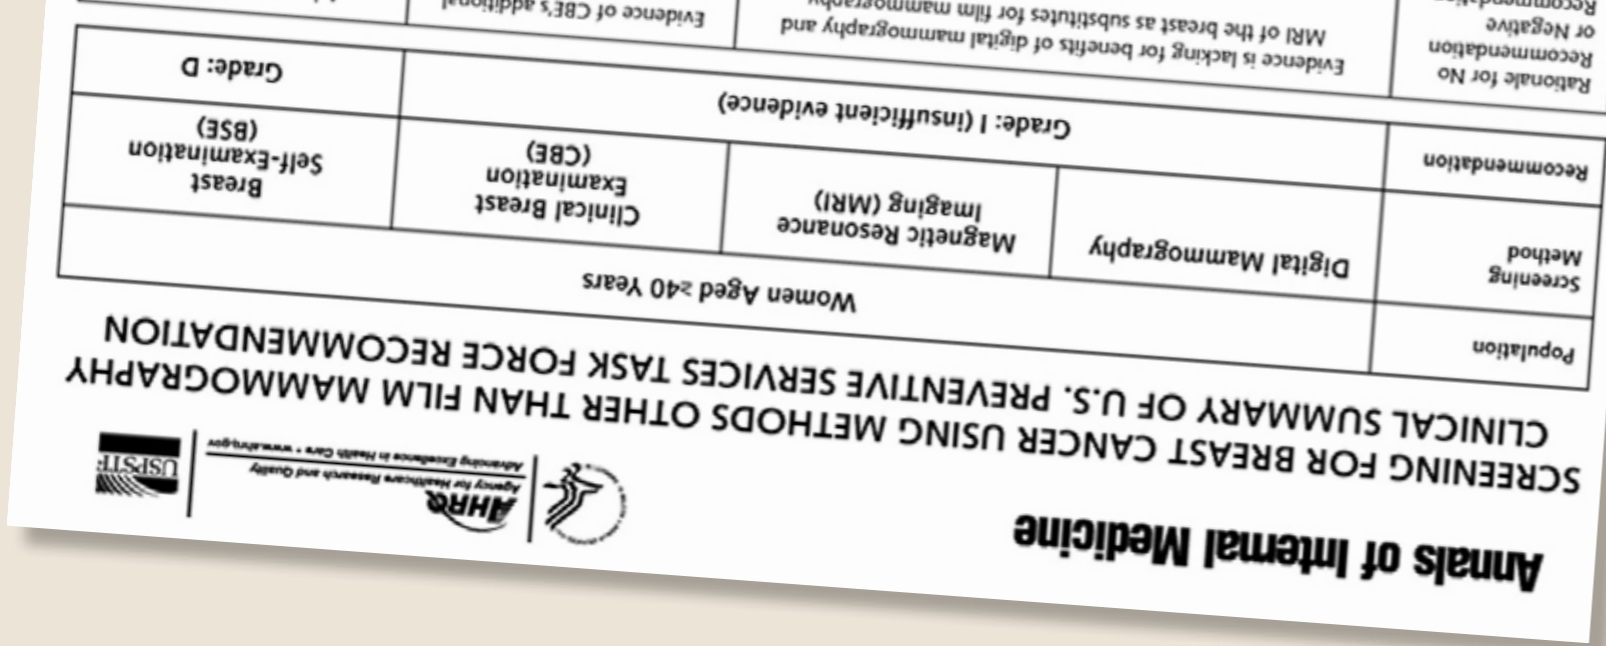 Annals of Internal Medicine
AHRQ
Agency for Healthcare Research and Quality
Advancing Excellence in Health Care • www.ahrq.gov
USPSTF
SCREENING FOR BREAST CANCER USING METHODS OTHER THAN FILM MAMMOGRAPHY
CLINICAL SUMMARY OF U.S. PREVENTIVE SERVICES TASK FORCE RECOMMENDATION
Population
Women Aged ≥40 Years
Screening
Method
Digital Mammography
Magnetic Resonance
Imaging (MRI)
Clinical Breast
Examination
(CBE)
Breast
Self-Examination
(BSE)
Recommendation
Grade: I (insufficient evidence)
Grade: D
Rationale for No
Recommendation
or Negative
Recommendation
Evidence is lacking for benefits of digital mammography and
MRI of the breast as substitutes for film mammography
Evidence of CBE's additional